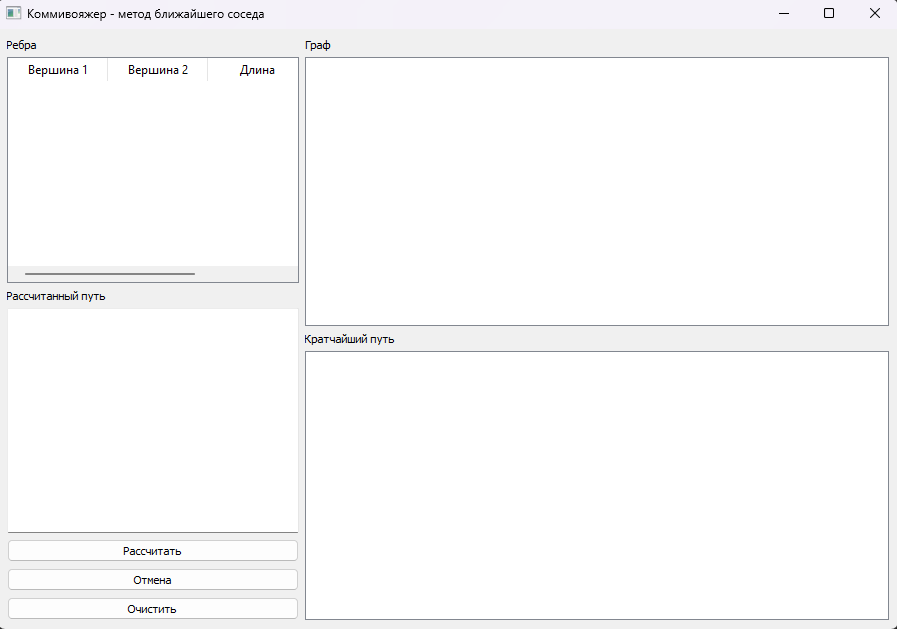 Коммивояжер - метод ближайшего соседа
Ребра
Вершина 1 Вершина 2 Длина
Рассчитанный путь
Рассчитать
Отмена
Очистить
Граф
Кратчайший путь